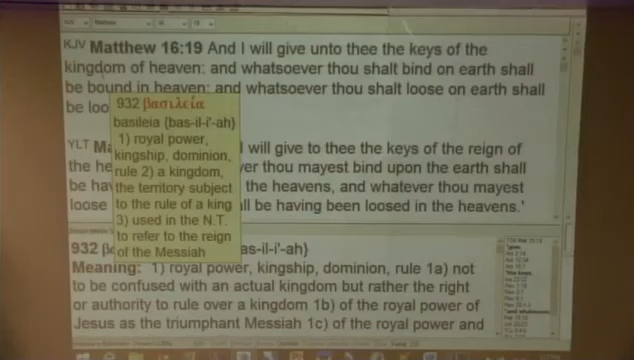 KJV Matthew 16:19 And I will give unto thee the keys of the
kingdom of heaven: and whatsoever thou shalt bind on earth shall
be bound in heaven: and whatsoever thou shalt loose on earth shall
be loo
932 βασιλεία
basileia (bas-il-i'-ah)
1) royal power,
kingship, dominion,
rule 2) a kingdom,
the territory subject
to the rule of a king
3) used in the N.T.
to refer to the reign
of the Messiah
YLT Ma will give to thee the keys of the reign of
the he er thou mayest bind upon the earth shall
be hav the heavens, and whatever thou mayest
loose all be having been loosed in the heavens.'
932 βα as-il-i'-ah)
Meaning: 1) royal power, kingship, dominion, rule 1a) not
to be confused with an actual kingdom but rather the right
or authority to rule over a kingdom 1b) of the royal power of
Jesus as the triumphant Messiah 1c) of the royal power and